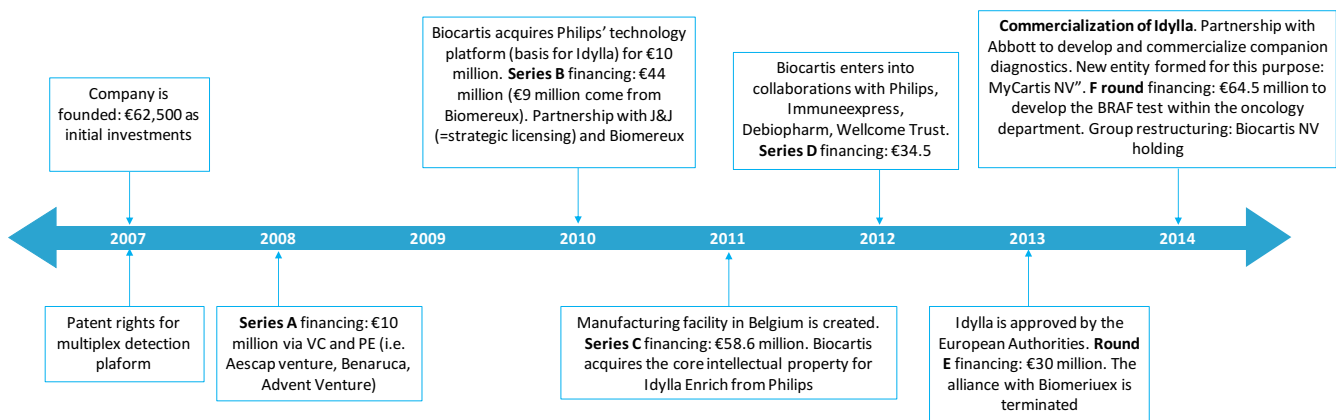 Company is
founded: €62,500 as
initial investments
Biocartis acquires Philips’ technology
platform (basis for Idylla) for €10
million. Series B financing: €44
million (€9 million come from
Biomereux). Partnership with J&J
(=strategic licensing) and Biomereux
Biocartis enters into
collaborations with Philips,
Immuneexpress,
Debiopharm, Wellcome Trust.
Series D financing: €34.5
Commercialization of Idylla. Partnership with
Abbott to develop and commercialize companion
diagnostics. New entity formed for this purpose:
MyCartis NV”. F round financing: €64.5 million to
develop the BRAF test within the oncology
department. Group restructuring: Biocartis NV
holding
2007 2008 2009 2010 2011 2012 2013 2014
Patent rights for
multiplex detection
plaform
Series A financing: €10
million via VC and PE (i.e.
Aescap venture, Benaruca,
Advent Venture)
Manufacturing facility in Belgium is created.
Series C financing: €58.6 million. Biocartis
acquires the core intellectual property for
Idylla Enrich from Philips
Idylla is approved by the
European Authorities. Round
E financing: €30 million. The
alliance with Biomeriuex is
terminated